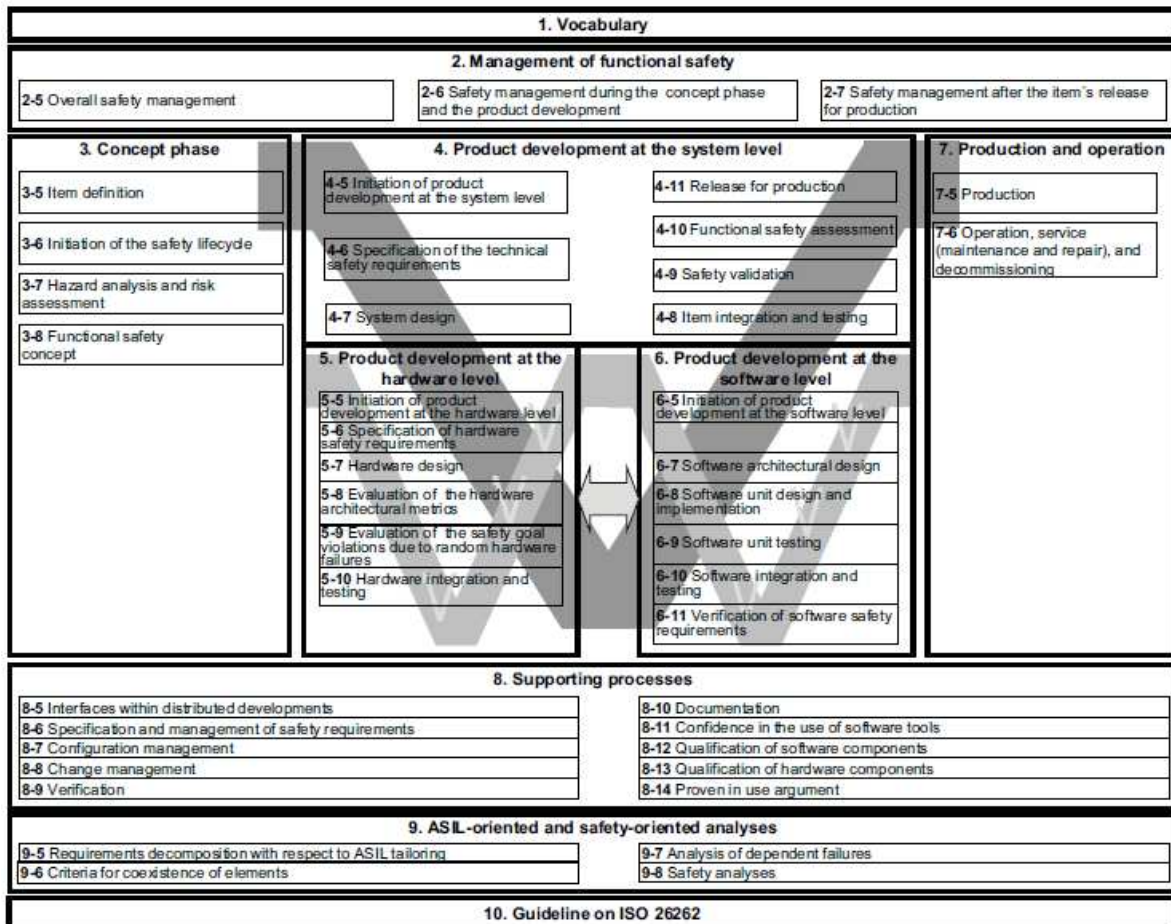 1. Vocabulary
2. Management of functional safety
2-5 Overall safety management
2-6 Safety management during the concept phase
and the product development
2-7 Safety management after the item´s release
for production
3. Concept phase
3-5 Item definition
3-6 Initiation of the safety lifecycle
3-7 Hazard analysis and risk
assessment
3-8 Functional safety
concept
4. Product development at the system level
4-5 Initiation of product
development at the system level
4-6 Specification of the technical
safety requirements
4-7 System design
4-11 Release for production
4-10 Functional safety assessment
4-9 Safety validation
4-8 Item integration and testing
7. Production and operation
7-5 Production
7-6 Operation, service
(maintenance and repair), and
decommissioning
5. Product development at the
hardware level
5-5 Initiation of product
development at the hardware level
5-6 Specification of hardware
safety requirements
5-7 Hardware design
5-8 Evaluation of the hardware
architectural metrics
5-9 Evaluation of the safety goal
violations due to random hardware
failures
5-10 Hardware integration and
testing
6. Product development at the
software level
6-5 Initiation of product
development at the software level
6-7 Software architectural design
6-8 Software unit design and
implementation
6-9 Software unit testing
6-10 Software integration and
testing
6-11 Verification of software safety
requirements
8. Supporting processes
8-5 Interfaces within distributed developments
8-6 Specification and management of safety requirements
8-7 Configuration management
8-8 Change management
8-9 Verification
8-10 Documentation
8-11 Confidence in the use of software tools
8-12 Qualification of software components
8-13 Qualification of hardware components
8-14 Proven in use argument
9. ASIL-oriented and safety-oriented analyses
9-5 Requirements decomposition with respect to ASIL tailoring
9-6 Criteria for coexistence of elements
9-7 Analysis of dependent failures
9-8 Safety analyses
10. Guideline on ISO 26262